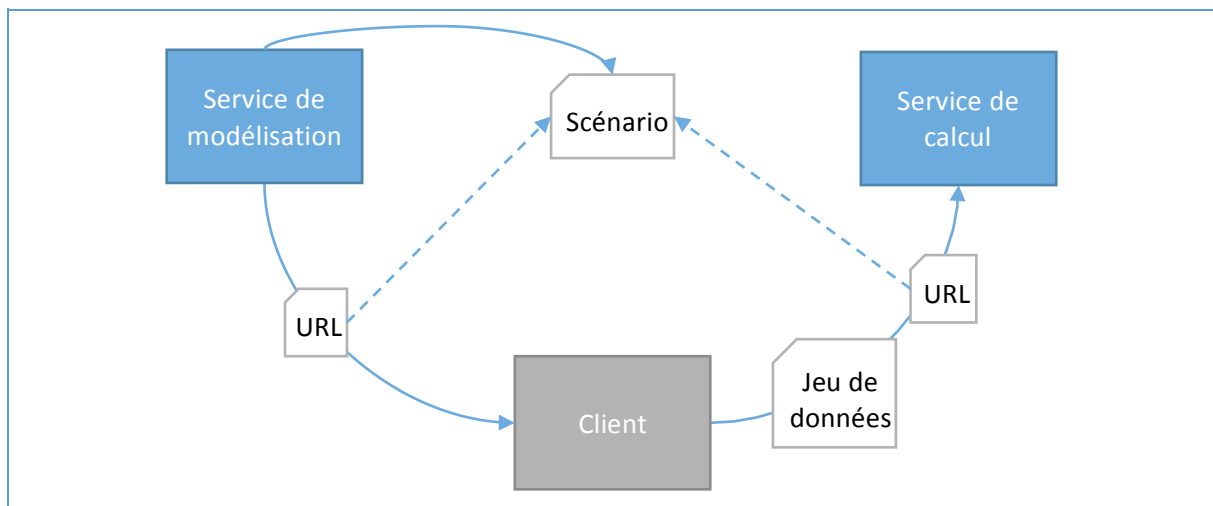 Service de
modélisation
Scénario
Service de
calcul
URL
URL
Jeu de
données
Client